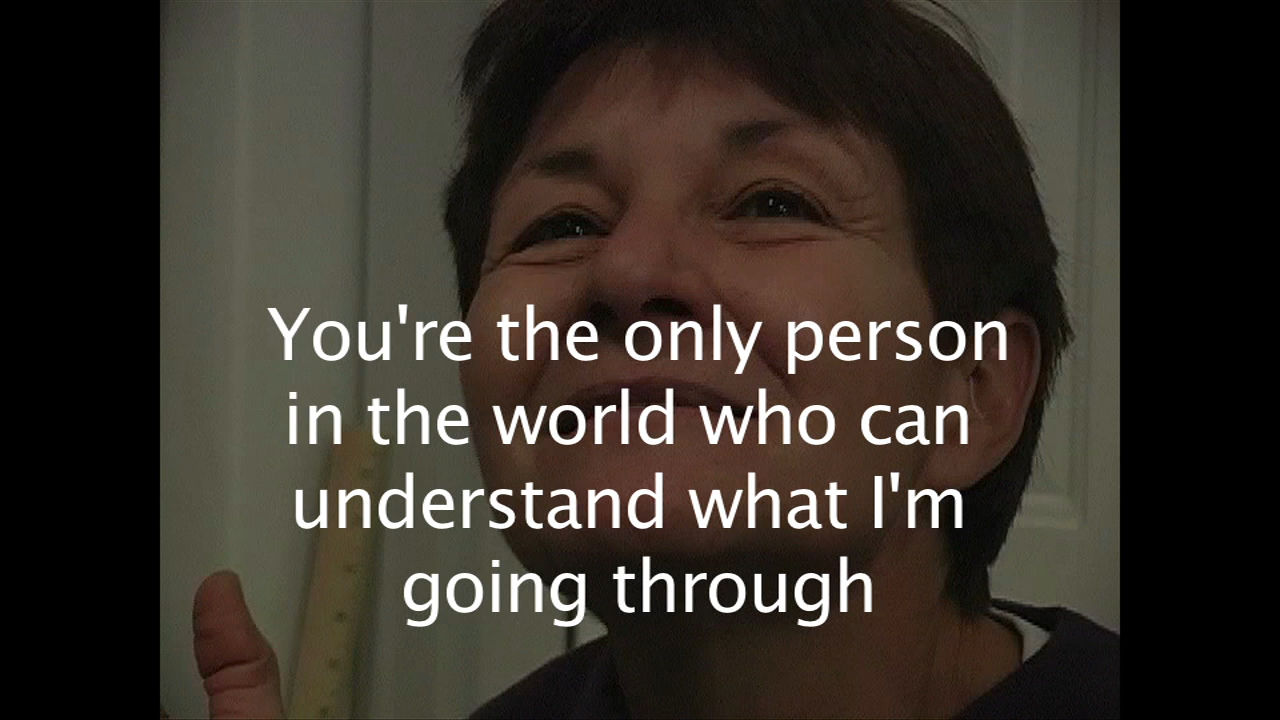 You're the only person
in the world who can
understand what I'm
going through